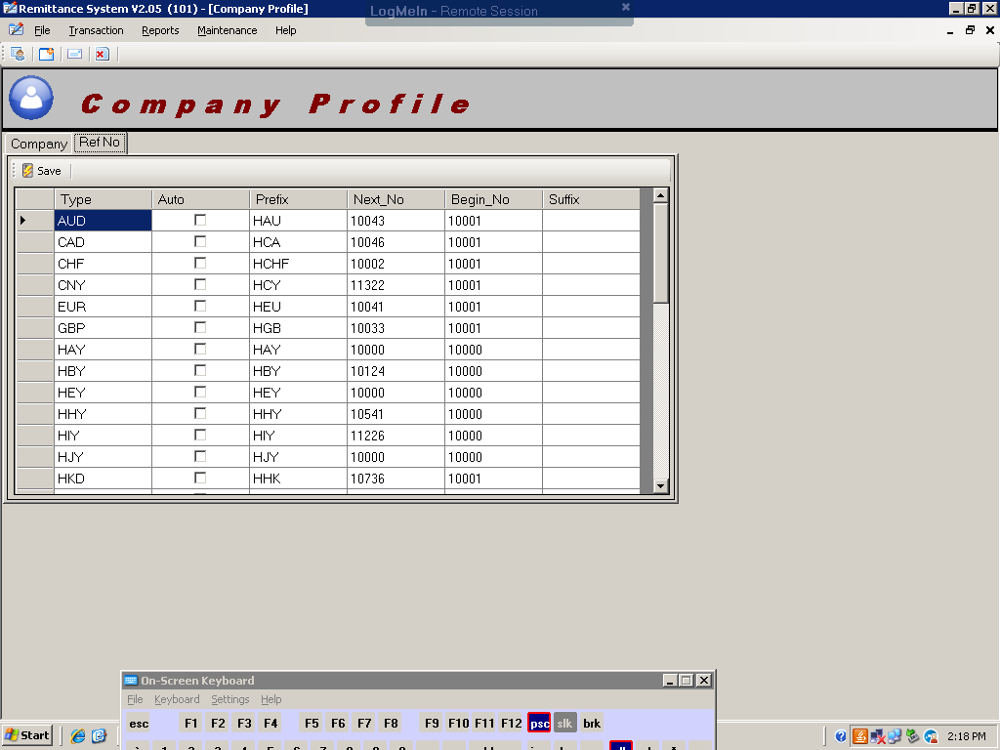 Remittance System V2.05 (101) - [Company Profile]
LogMeIn - Remote Session
File Transaction Reports Maintenance Help
Company Profile
Company Ref No
Save
Type Auto Prefix Next_No Begin_No Suffix
AUD HAU 10043 10001
CAD HCA 10046 10001
CHF HCHF 10002 10001
CNY HCY 11322 10001
EUR HEU 10041 10001
GBP HGB 10033 10001
HAY HAY 10000 10000
HBY HBY 10124 10000
HEY HEY 10000 10000
HHY HHY 10541 10000
HIY HIY 11226 10000
HJY HJY 10000 10000
HKD HHK 10736 10001
On-Screen Keyboard
File Keyboard Settings Help
esc F1 F2 F3 F4 F5 F6 F7 F8 F9 F10 F11 F12 psc slk brk
Start 2:18 PM